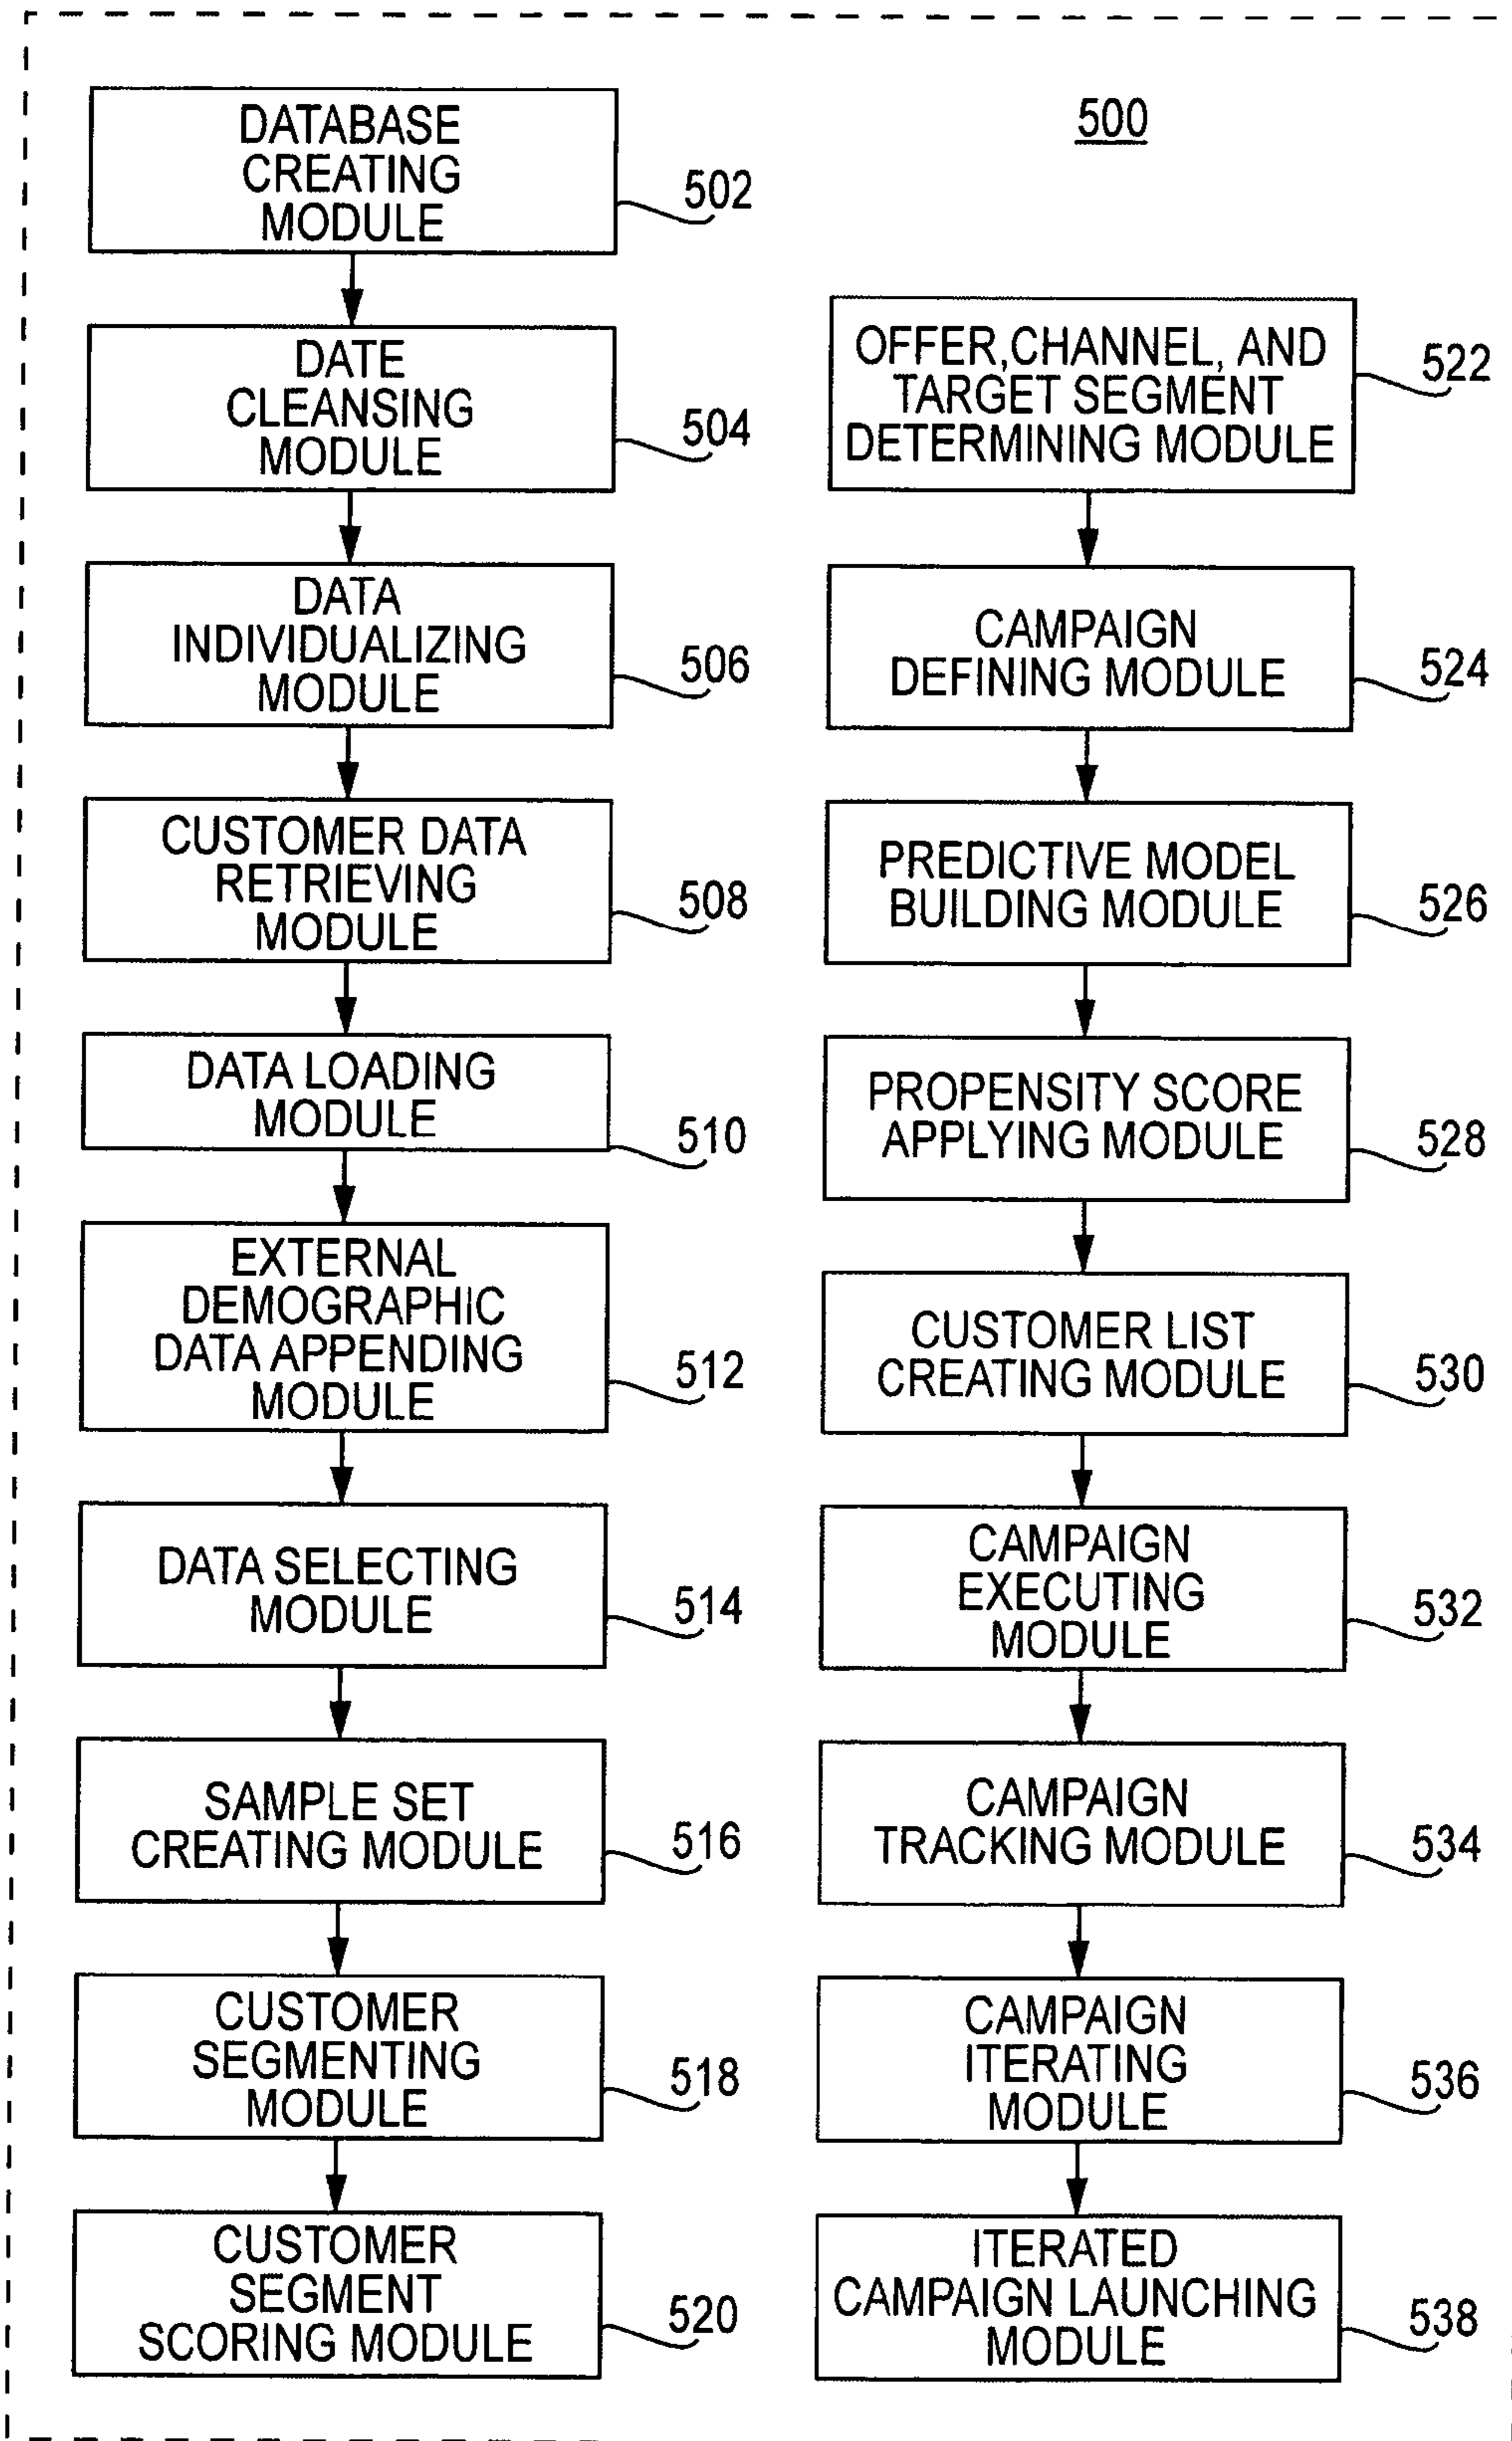 500
DATABASE
CREATING
MODULE
502
DATE
CLEANSING
MODULE
504
DATA
INDIVIDUALIZING
MODULE
506
CUSTOMER DATA
RETRIEVING
MODULE
508
DATA LOADING
MODULE
510
EXTERNAL
DEMOGRAPHIC
DATA APPENDING
MODULE
512
DATA SELECTING
MODULE
514
SAMPLE SET
CREATING MODULE
516
CUSTOMER
SEGMENTING
MODULE
518
CUSTOMER
SEGMENT
SCORING MODULE
520
OFFER,CHANNEL, AND
TARGET SEGMENT
DETERMINING MODULE
522
CAMPAIGN
DEFINING MODULE
524
PREDICTIVE MODEL
BUILDING MODULE
526
PROPENSITY SCORE
APPLYING MODULE
528
CUSTOMER LIST
CREATING MODULE
530
CAMPAIGN
EXECUTING
MODULE
532
CAMPAIGN
TRACKING MODULE
534
CAMPAIGN
ITERATING
MODULE
536
ITERATED
CAMPAIGN LAUNCHING
MODULE
538